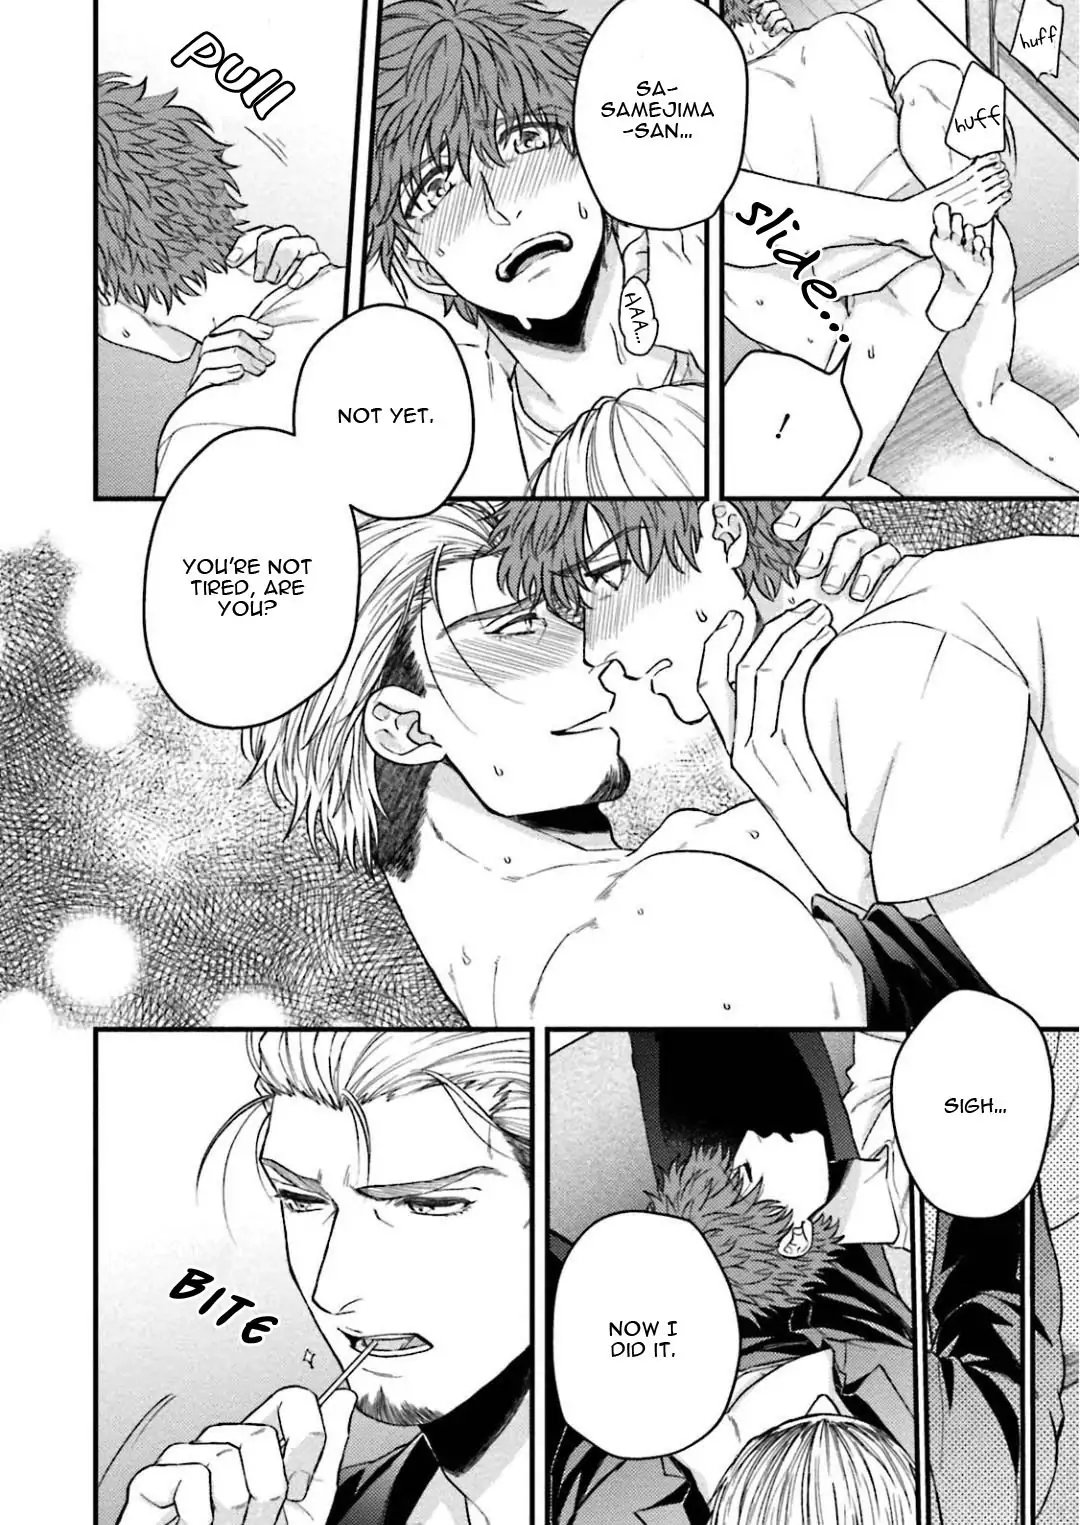 pull
SA-
SAMEJIMA
-SAN...
HAA...
huff
huff
slide...
!
NOT YET.
YOU'RE NOT
TIRED, ARE
YOU?
BITE
NOW I
DID IT.
SIGH...